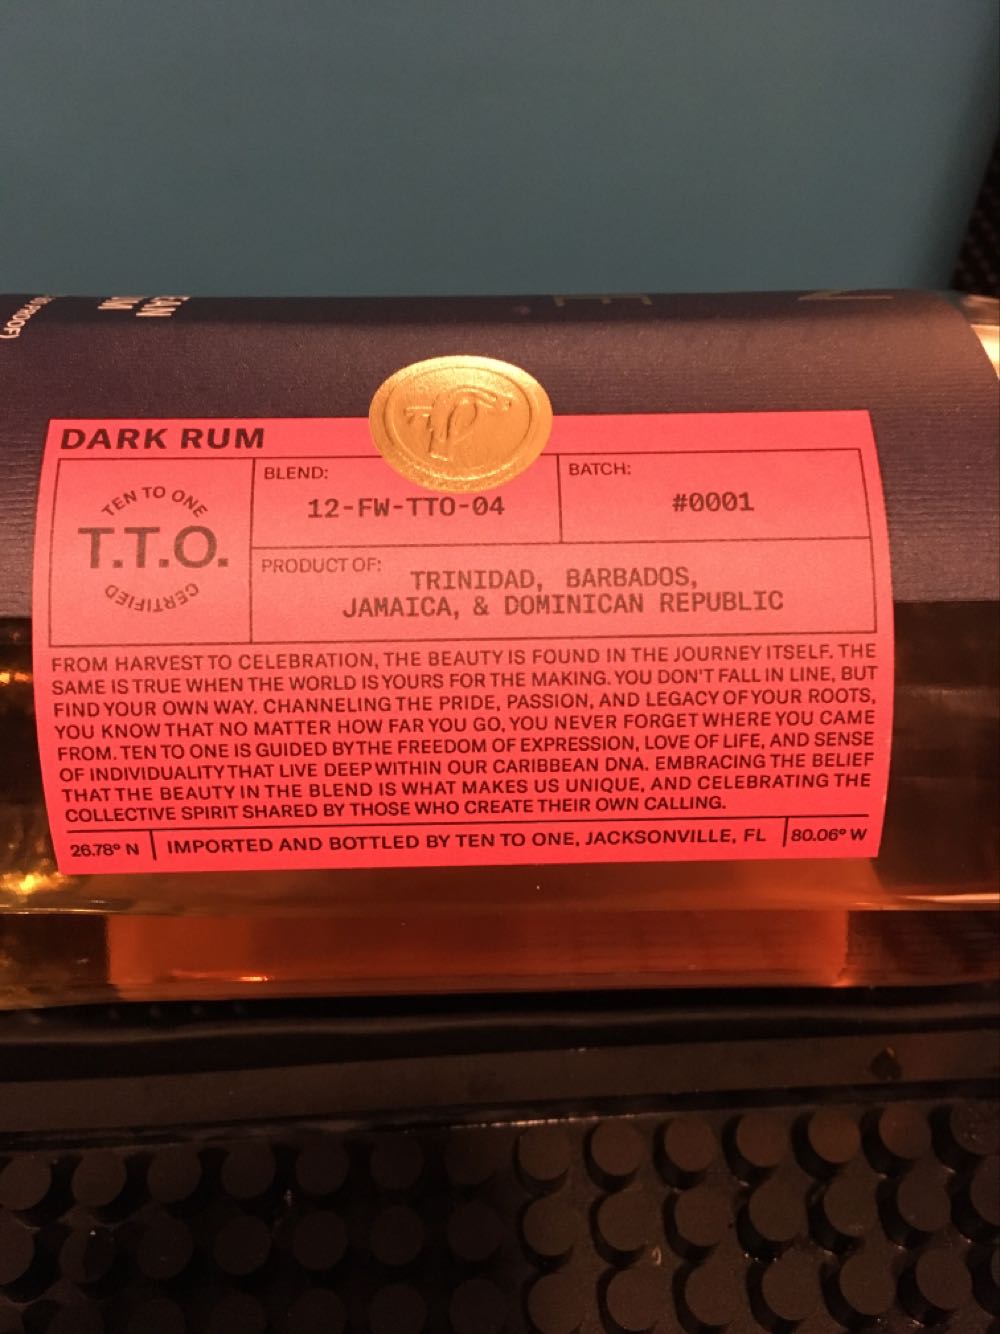 DARK RUM
TEN TO ONE
T.T.O.
CERTIFIED
BLEND:
12-FW-TTO-04
BATCH:
#0001
PRODUCT OF:
TRINIDAD, BARBADOS,
JAMAICA, & DOMINICAN REPUBLIC
FROM HARVEST TO CELEBRATION, THE BEAUTY IS FOUND IN THE JOURNEY ITSELF. THE
SAME IS TRUE WHEN THE WORLD IS YOURS FOR THE MAKING. YOU DON'T FALL IN LINE, BUT
FIND YOUR OWN WAY. CHANNELING THE PRIDE, PASSION, AND LEGACY OF YOUR ROOTS,
YOU KNOW THAT NO MATTER HOW FAR YOU GO, YOU NEVER FORGET WHERE YOU CAME
FROM. TEN TO ONE IS GUIDED BY THE FREEDOM OF EXPRESSION, LOVE OF LIFE, AND SENSE
OF INDIVIDUALITY THAT LIVE DEEP WITHIN OUR CARIBBEAN DNA. EMBRACING THE BELIEF
THAT THE BEAUTY IN THE BLEND IS WHAT MAKES US UNIQUE, AND CELEBRATING THE
COLLECTIVE SPIRIT SHARED BY THOSE WHO CREATE THEIR OWN CALLING.
26.78° N
IMPORTED AND BOTTLED BY TEN TO ONE, JACKSONVILLE, FL
80.06° W
PROOF)